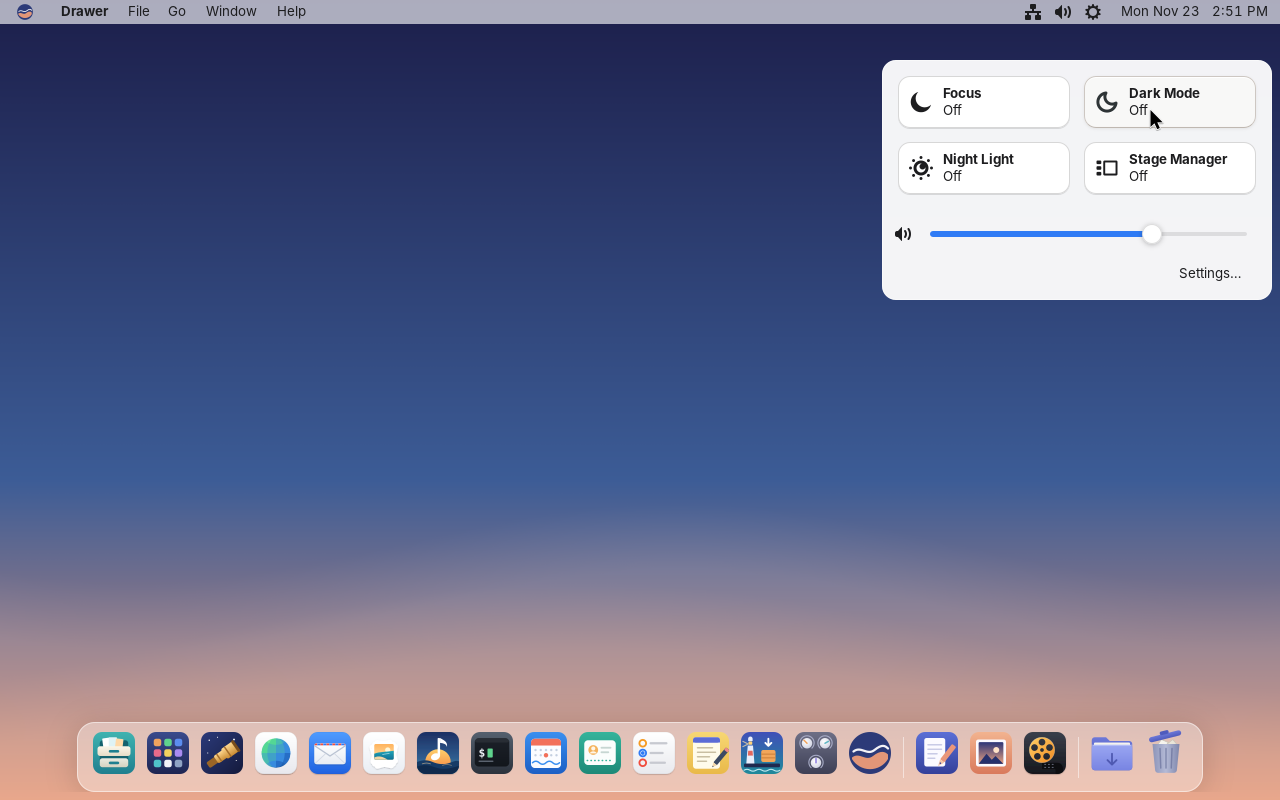 Drawer File Go Window Help Mon Nov 23 2:51 PM
Focus
Off
Dark Mode
Off
Night Light
Off
Stage Manager
Off
Settings...
$